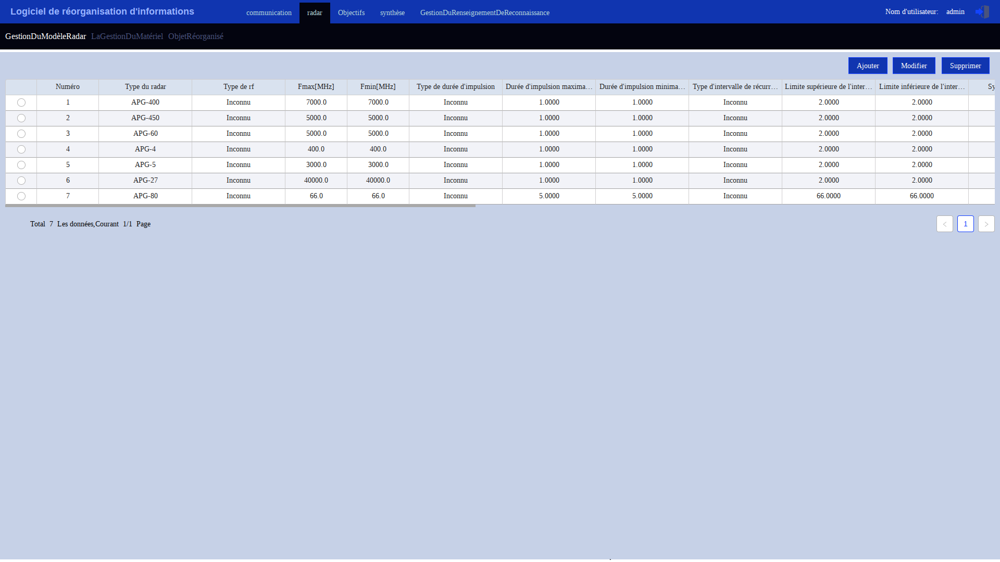 Logiciel de réorganisation d'informations communication radar Objectifs synthèse GestionDuRenseignementDeReconnaissance Nom d'utilisateur: admin
GestionDuModèleRadar LaGestionDuMatériel ObjetRéorganisé
Ajouter Modifier Supprimer
Numéro Type du radar Type de rf Fmax[MHz] Fmin[MHz] Type de durée d'impulsion Durée d'impulsion maxima... Durée d'impulsion minima... Type d'intervalle de récurr... Limite supérieure de l'inter... Limite inférieure de l'inter... Sy
1 APG-400 Inconnu 7000.0 7000.0 Inconnu 1.0000 1.0000 Inconnu 2.0000 2.0000
2 APG-450 Inconnu 5000.0 5000.0 Inconnu 1.0000 1.0000 Inconnu 2.0000 2.0000
3 APG-60 Inconnu 5000.0 5000.0 Inconnu 1.0000 1.0000 Inconnu 2.0000 2.0000
4 APG-4 Inconnu 400.0 400.0 Inconnu 1.0000 1.0000 Inconnu 2.0000 2.0000
5 APG-5 Inconnu 3000.0 3000.0 Inconnu 1.0000 1.0000 Inconnu 2.0000 2.0000
6 APG-27 Inconnu 40000.0 40000.0 Inconnu 1.0000 1.0000 Inconnu 2.0000 2.0000
7 APG-80 Inconnu 66.0 66.0 Inconnu 5.0000 5.0000 Inconnu 66.0000 66.0000
Total 7 Les données,Courant 1/1 Page < 1 >